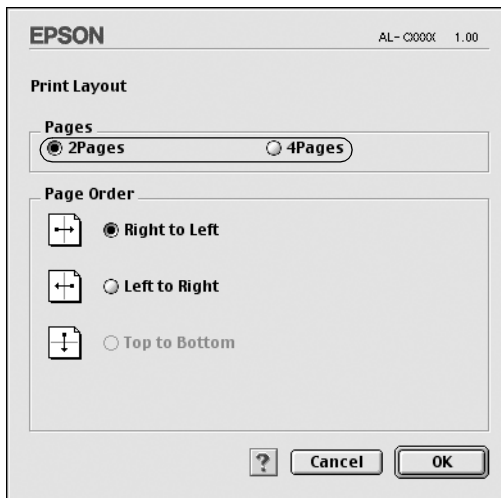 EPSON AL-CXXXX 1.00
Print Layout
Pages
2Pages 4Pages
Page Order
Right to Left
Left to Right
Top to Bottom
? Cancel OK